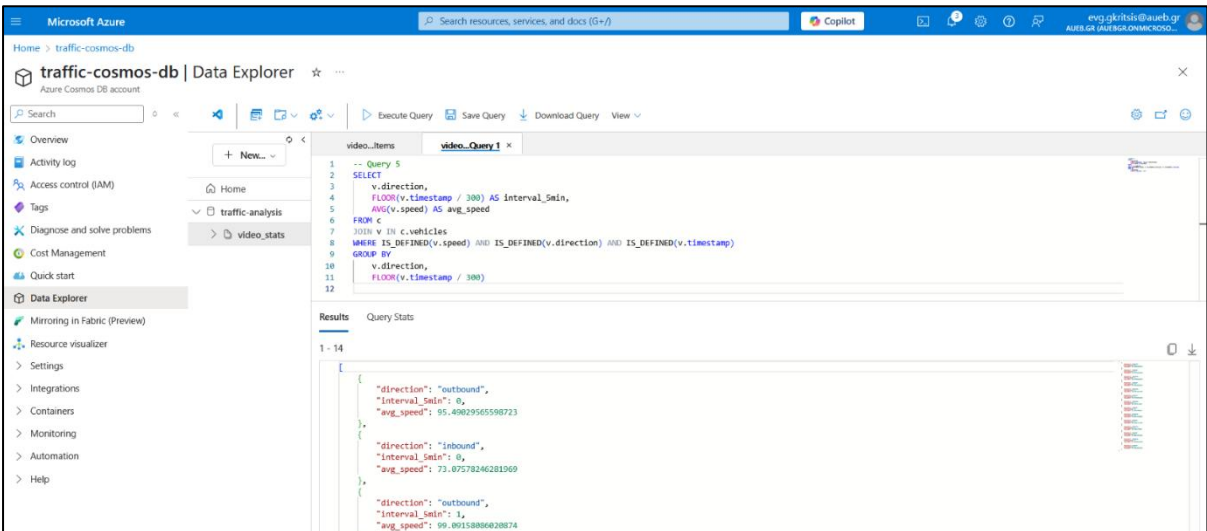 Microsoft Azure
Search resources, services, and docs (G+/)
Copilot
3
evg.gkritsis@aueb.gr
AUEB.GR (AUEBGR.ONMICROSO...
Home > traffic-cosmos-db
traffic-cosmos-db | Data Explorer
Azure Cosmos DB account
Search
Execute Query
Save Query
Download Query
View
Overview
Activity log
Access control (IAM)
Tags
Diagnose and solve problems
Cost Management
Quick start
Data Explorer
Mirroring in Fabric (Preview)
Resource visualizer
Settings
Integrations
Containers
Monitoring
Automation
Help
+ New...
Home
traffic-analysis
video_stats
video...Items
video...Query 1
1 -- Query 5
2 SELECT
3 v.direction,
4 FLOOR(v.timestamp / 300) AS interval_5min,
5 AVG(v.speed) AS avg_speed
6 FROM c
7 JOIN v IN c.vehicles
8 WHERE IS_DEFINED(v.speed) AND IS_DEFINED(v.direction) AND IS_DEFINED(v.timestamp)
9 GROUP BY
10 v.direction,
11 FLOOR(v.timestamp / 300)
12
Results
Query Stats
1 - 14
[
{
"direction": "outbound",
"interval_5min": 0,
"avg_speed": 95.49029565598723
},
{
"direction": "inbound",
"interval_5min": 0,
"avg_speed": 73.07578246281969
},
{
"direction": "outbound",
"interval_5min": 1,
"avg_speed": 99.09158086020874